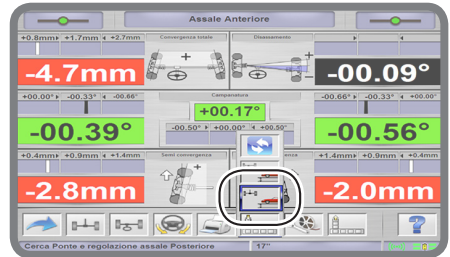 Assale Anteriore
+0.8mm +1.7mm +2.7mm
Convergenza totale
Disassamento
-4.7mm
-00.09°
+00.00° -00.33° -00.66°
Campanatura
-00.66° -00.33° +00.00°
+00.17°
-00.39°
-00.50° +00.00° +00.50°
-00.56°
+0.4mm +0.9mm +1.4mm
Semi convergenza
enza
+1.4mm +0.9mm +0.4mm
-2.8mm
-2.0mm
A
?
Cerca Ponte e regolazione assale Posteriore
17"